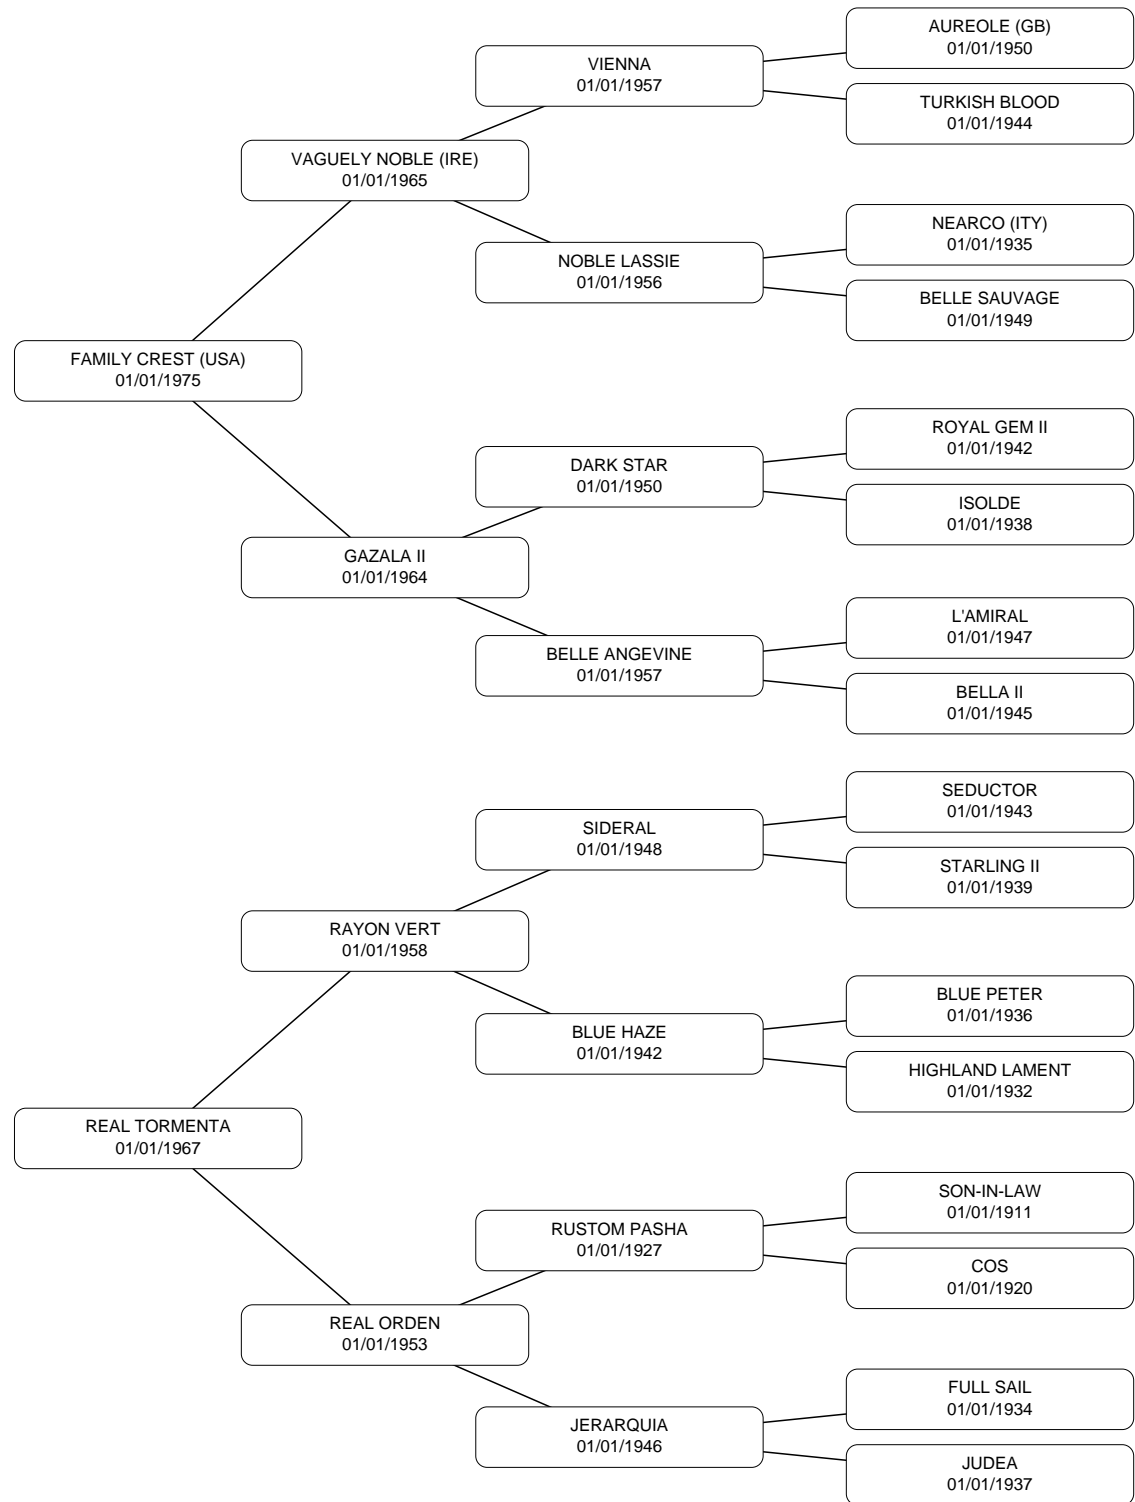 AUREOLE (GB)
01/01/1950
VIENNA
01/01/1957
TURKISH BLOOD
01/01/1944
VAGUELY NOBLE (IRE)
01/01/1965
NEARCO (ITY)
01/01/1935
NOBLE LASSIE
01/01/1956
BELLE SAUVAGE
01/01/1949
FAMILY CREST (USA)
01/01/1975
ROYAL GEM II
01/01/1942
DARK STAR
01/01/1950
ISOLDE
01/01/1938
GAZALA II
01/01/1964
L'AMIRAL
01/01/1947
BELLE ANGEVINE
01/01/1957
BELLA II
01/01/1945
SEDUCTOR
01/01/1943
SIDERAL
01/01/1948
STARLING II
01/01/1939
RAYON VERT
01/01/1958
BLUE PETER
01/01/1936
BLUE HAZE
01/01/1942
HIGHLAND LAMENT
01/01/1932
REAL TORMENTA
01/01/1967
SON-IN-LAW
01/01/1911
RUSTOM PASHA
01/01/1927
COS
01/01/1920
REAL ORDEN
01/01/1953
FULL SAIL
01/01/1934
JERARQUIA
01/01/1946
JUDEA
01/01/1937